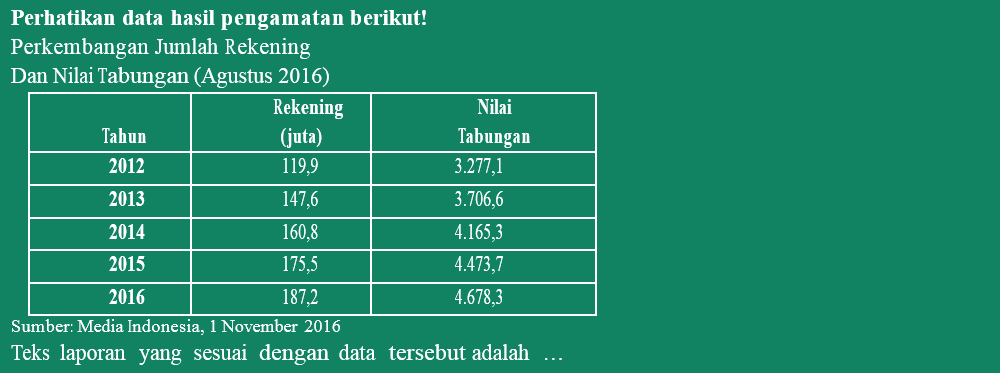 Perhatikan data hasil pengamatan berikut!
Perkembangan Jumlah Rekening
Dan Nilai Tabungan (Agustus 2016)
Rekening Nilai
Tahun (juta) Tabungan
2012 119,9 3.277,1
2013 147,6 3.706,6
2014 160,8 4.165,3
2015 175,5 4.473,7
2016 187,2 4.678,3
Sumber: Media Indonesia, 1 November 2016
Teks laporan yang sesuai dengan data tersebut adalah …